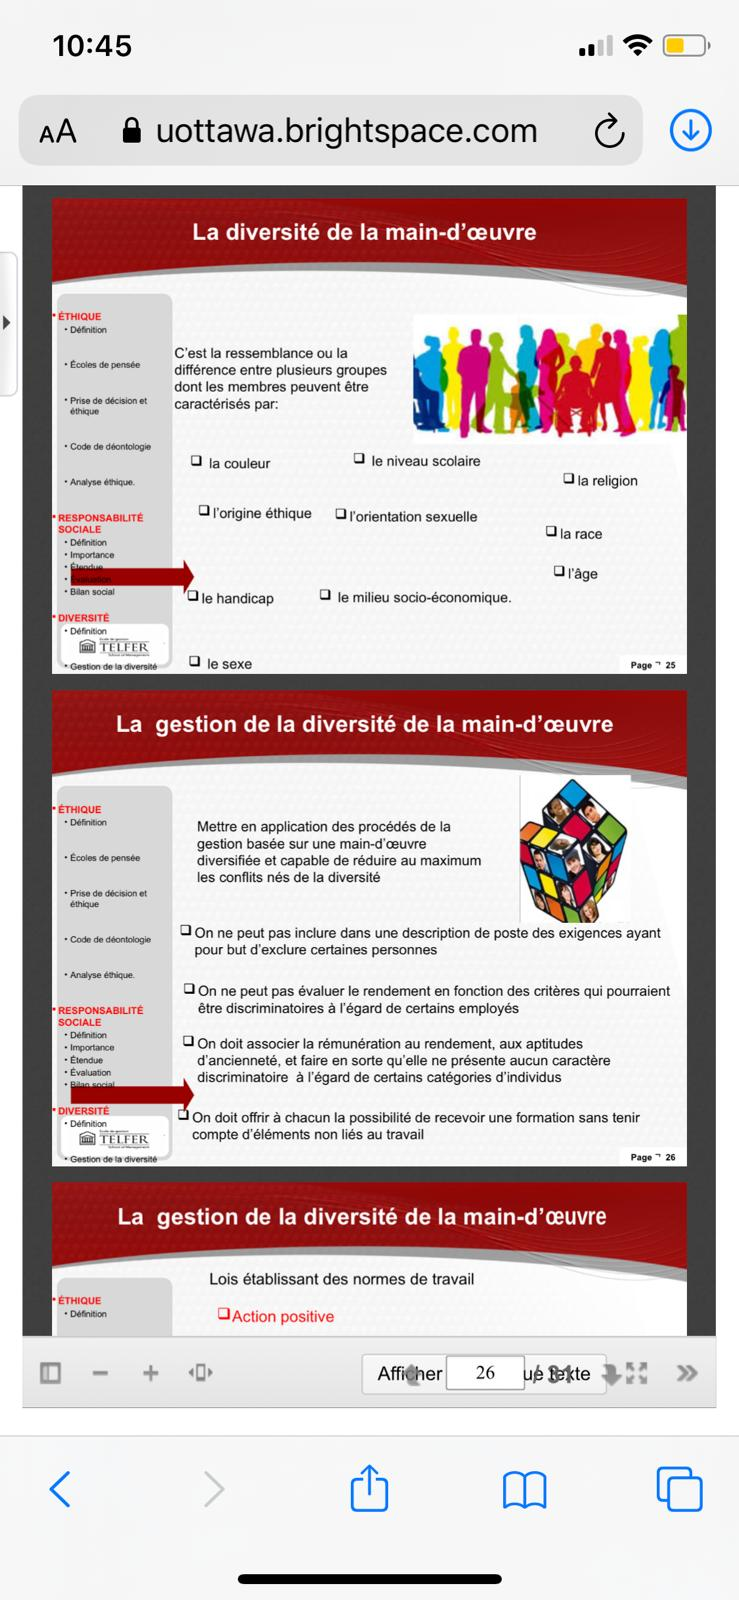 10:45
AA uottawa.brightspace.com
La diversité de la main-d'œuvre
• ÉTHIQUE
• Définition
• Écoles de pensée
• Prise de décision et
éthique
• Code de déontologie
• Analyse éthique.
• RESPONSABILITÉ
SOCIALE
• Définition
• Importance
• Étendue
• Évaluation
• Bilan social
• DIVERSITÉ
• Définition
TELFER
• Gestion de la diversité
C'est la ressemblance ou la
différence entre plusieurs groupes
dont les membres peuvent être
caractérisés par:
❑ la couleur
❑ le niveau scolaire
❑ la religion
❑ l'origine éthique
❑ l'orientation sexuelle
❑ la race
❑ l'âge
❑ le handicap
❑ le milieu socio-économique.
❑ le sexe
Page ¬ 25
La gestion de la diversité de la main-d'œuvre
• ÉTHIQUE
• Définition
• Écoles de pensée
• Prise de décision et
éthique
• Code de déontologie
• Analyse éthique.
• RESPONSABILITÉ
SOCIALE
• Définition
• Importance
• Étendue
• Évaluation
• Bilan social
• DIVERSITÉ
• Définition
TELFER
• Gestion de la diversité
Mettre en application des procédés de la
gestion basée sur une main-d'œuvre
diversifiée et capable de réduire au maximum
les conflits nés de la diversité
❑ On ne peut pas inclure dans une description de poste des exigences ayant
pour but d'exclure certaines personnes
❑ On ne peut pas évaluer le rendement en fonction des critères qui pourraient
être discriminatoires à l'égard de certains employés
❑ On doit associer la rémunération au rendement, aux aptitudes
d'ancienneté, et faire en sorte qu'elle ne présente aucun caractère
discriminatoire à l'égard de certains catégories d'individus
❑ On doit offrir à chacun la possibilité de recevoir une formation sans tenir
compte d'éléments non liés au travail
Page ¬ 26
La gestion de la diversité de la main-d'œuvre
• ÉTHIQUE
• Définition
Lois établissant des normes de travail
❑ Action positive
Afficher 26 / 31 ue texte